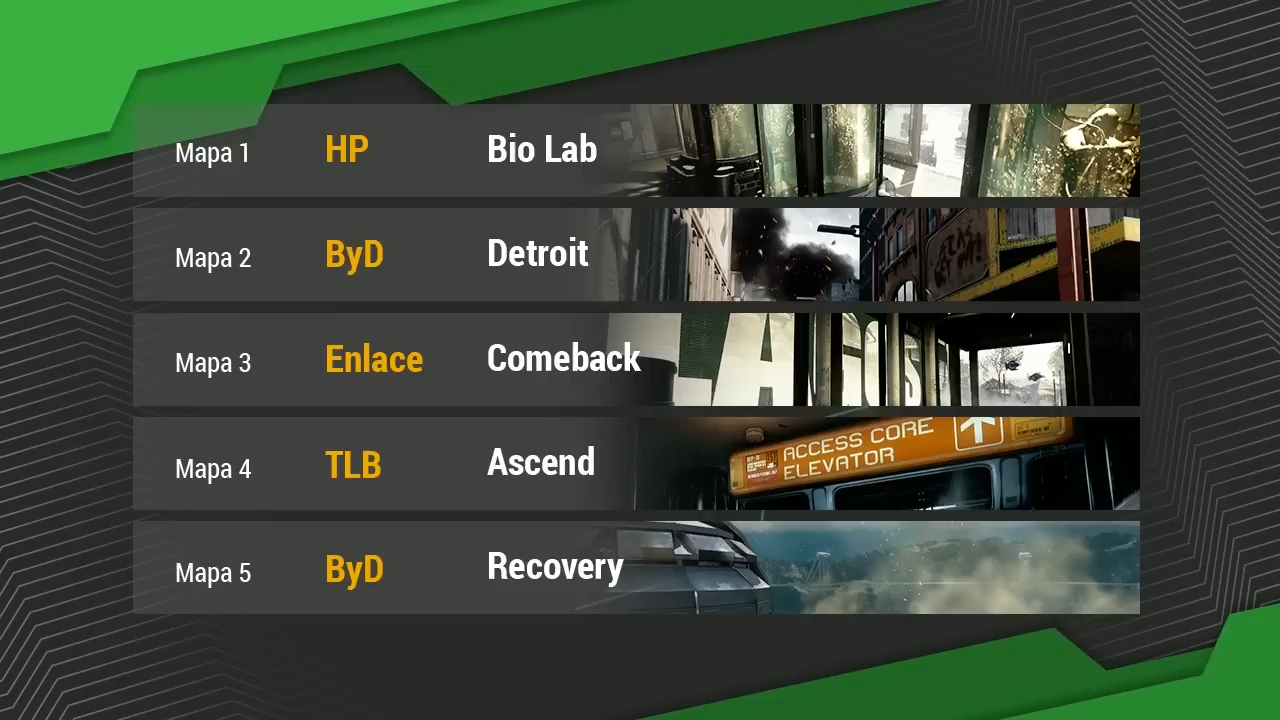 Mapa 1 HP Bio Lab
Mapa 2 ByD Detroit
Mapa 3 Enlace Comeback
Mapa 4 TLB Ascend
ACCESS CORE
ELEVATOR
Mapa 5 ByD Recovery